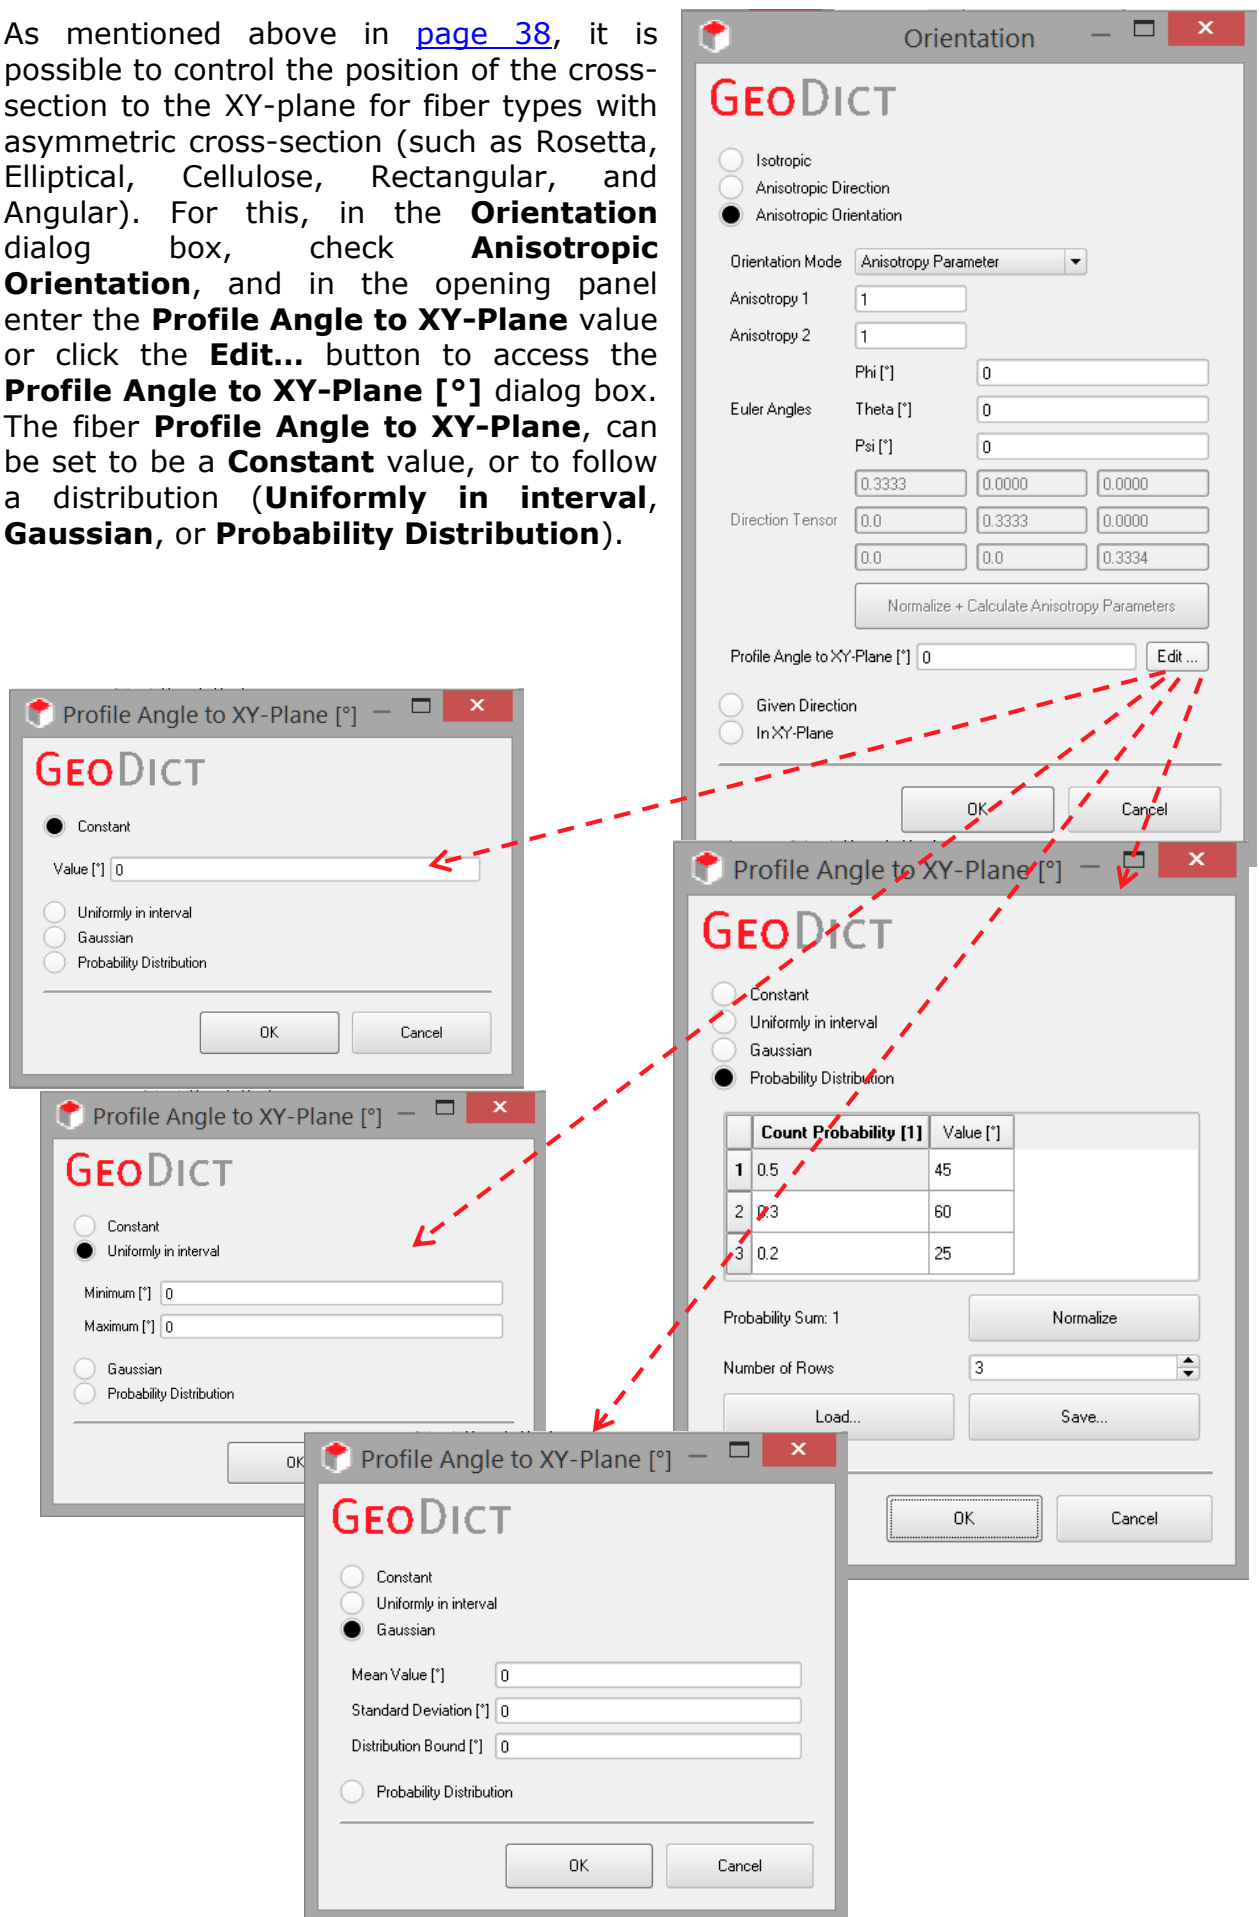 As mentioned above in page 38, it is
possible to control the position of the cross-
section to the XY-plane for fiber types with
asymmetric cross-section (such as Rosetta,
Elliptical, Cellulose, Rectangular, and
Angular). For this, in the Orientation
dialog box, check Anisotropic
Orientation, and in the opening panel
enter the Profile Angle to XY-Plane value
or click the Edit... button to access the
Profile Angle to XY-Plane [°] dialog box.
The fiber Profile Angle to XY-Plane, can
be set to be a Constant value, or to follow
a distribution (Uniformly in interval,
Gaussian, or Probability Distribution).
Orientation
GEODICT
Isotropic
Anisotropic Direction
Anisotropic Orientation
Orientation Mode Anisotropy Parameter
Anisotropy 1 1
Anisotropy 2 1
Phi [°] 0
Euler Angles Theta [°] 0
Psi [°] 0
0.3333 0.0000 0.0000
Direction Tensor 0.0 0.3333 0.0000
0.0 0.0 0.3334
Normalize + Calculate Anisotropy Parameters
Profile Angle to XY-Plane [°] 0 Edit ...
Given Direction
In XY-Plane
OK Cancel
Profile Angle to XY-Plane [°]
GEODICT
Constant
Value [°] 0
Uniformly in interval
Gaussian
Probability Distribution
OK Cancel
Profile Angle to XY-Plane [°]
GEODICT
Constant
Uniformly in interval
Gaussian
Probability Distribution
Count Probability [1] Value [°]
1 0.5 45
2 0.3 60
3 0.2 25
Probability Sum: 1 Normalize
Number of Rows 3
Load... Save...
OK Cancel
Profile Angle to XY-Plane [°]
GEODICT
Constant
Uniformly in interval
Minimum [°] 0
Maximum [°] 0
Gaussian
Probability Distribution
OK
Profile Angle to XY-Plane [°]
GEODICT
Constant
Uniformly in interval
Gaussian
Mean Value [°] 0
Standard Deviation [°] 0
Distribution Bound [°] 0
Probability Distribution
OK Cancel